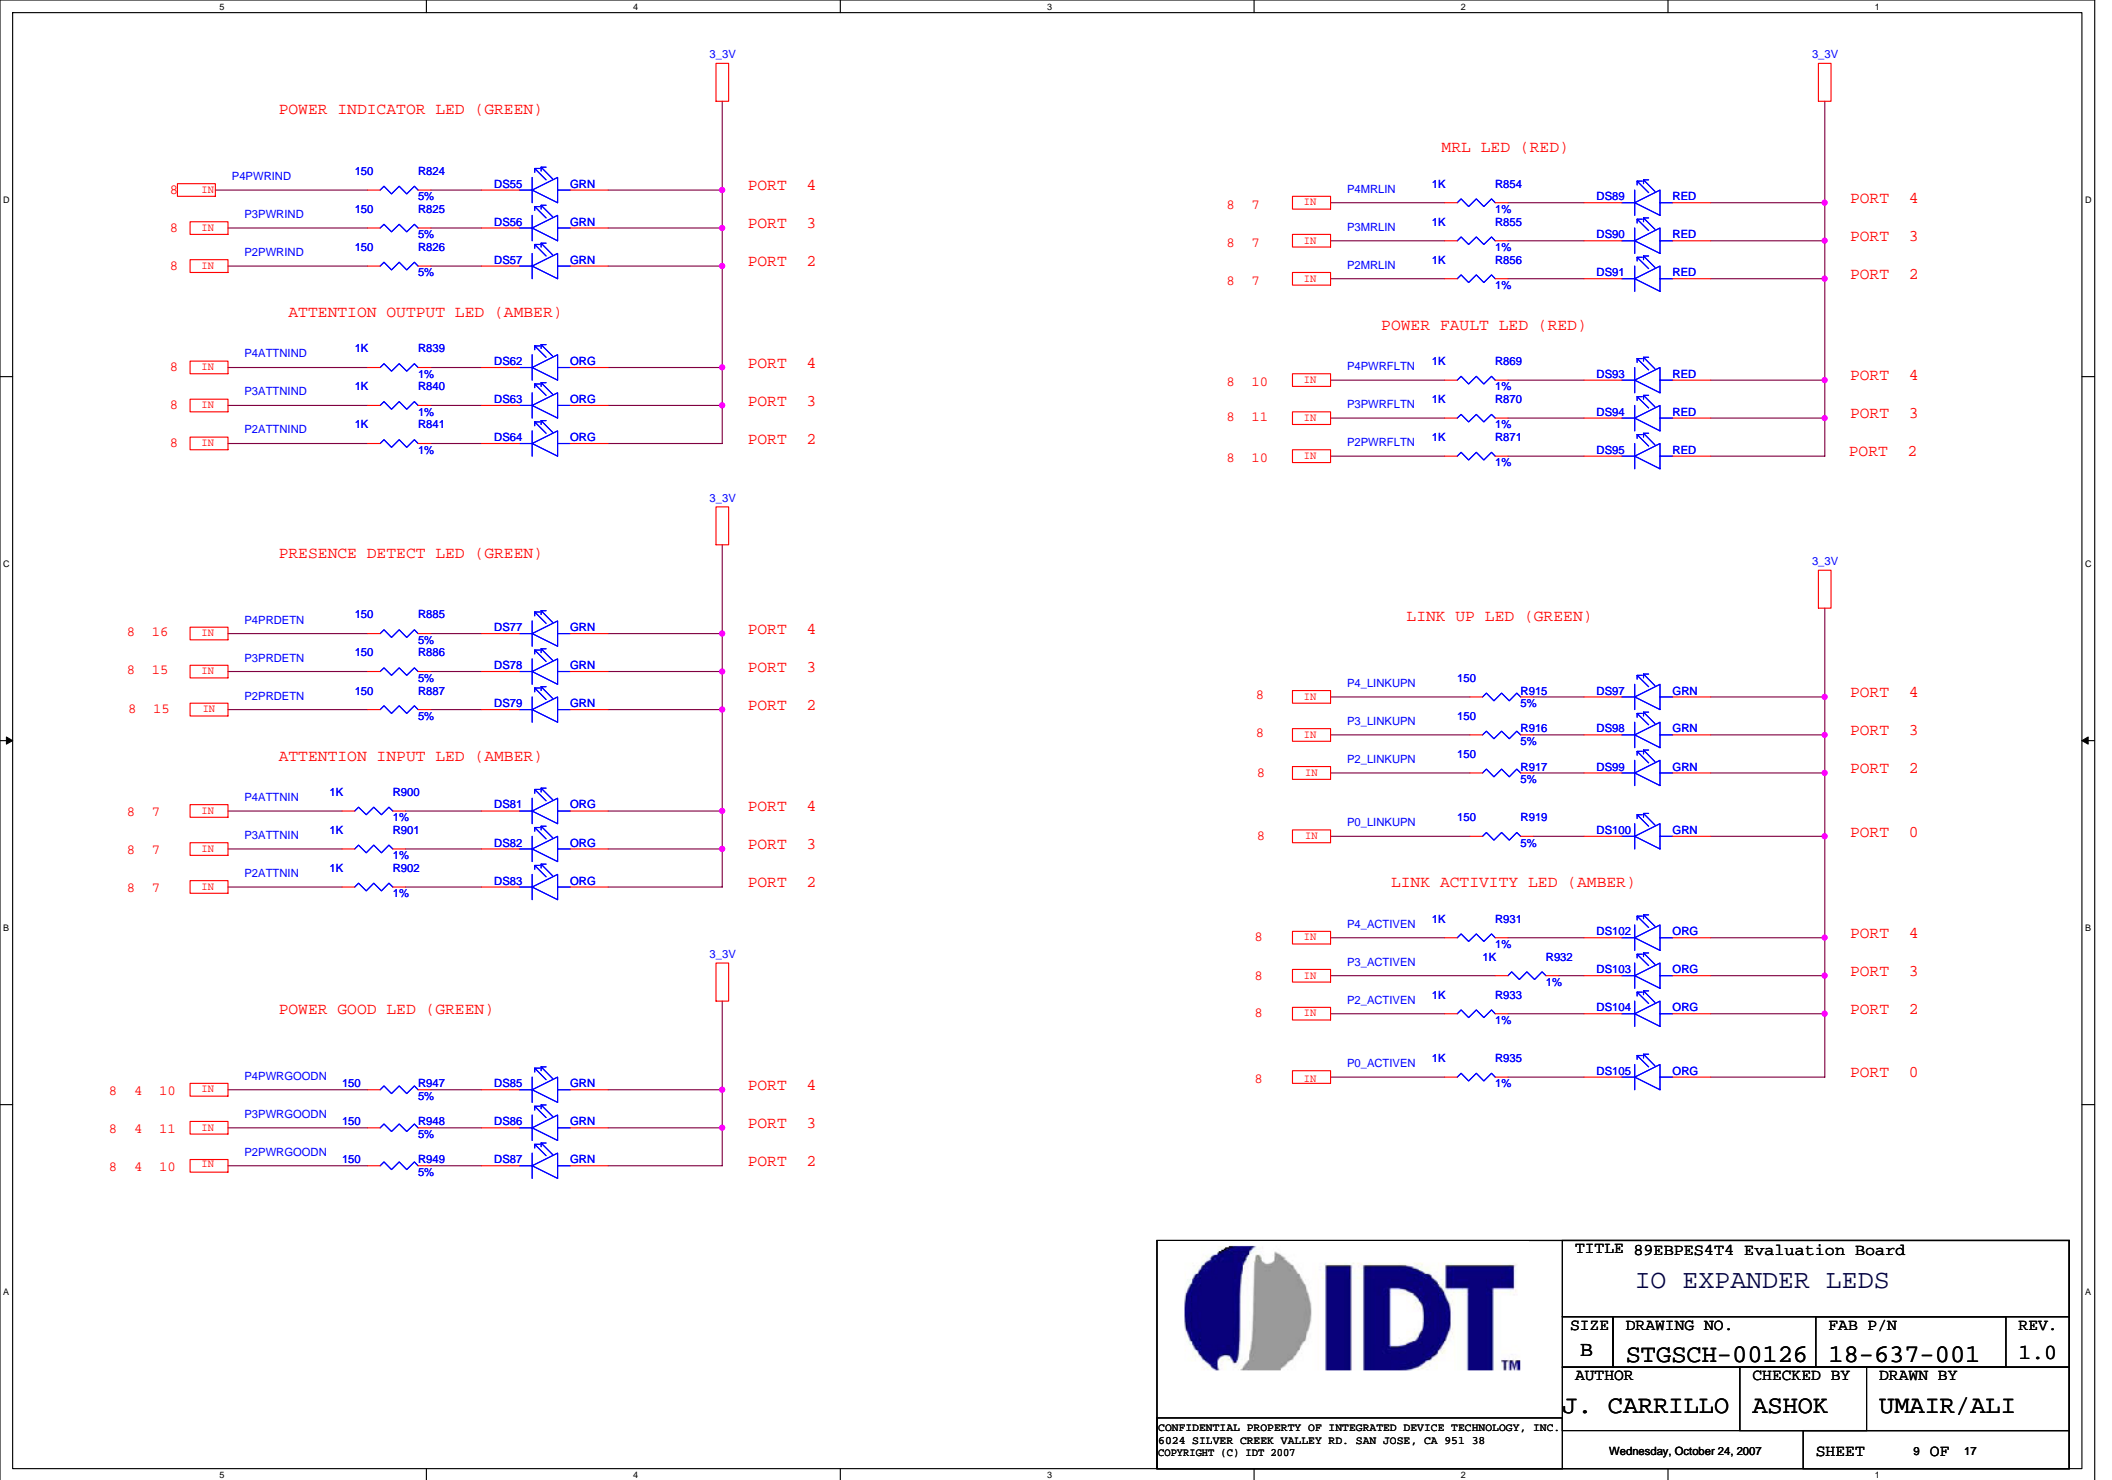 5 4 3 2 1
3_3V
POWER INDICATOR LED (GREEN)
8 IN P4PWRIND 150 R824 5% DS55 GRN PORT 4
8 IN P3PWRIND 150 R825 5% DS56 GRN PORT 3
8 IN P2PWRIND 150 R826 5% DS57 GRN PORT 2
ATTENTION OUTPUT LED (AMBER)
8 IN P4ATTNIND 1K R839 1% DS62 ORG PORT 4
8 IN P3ATTNIND 1K R840 1% DS63 ORG PORT 3
8 IN P2ATTNIND 1K R841 1% DS64 ORG PORT 2
3_3V
PRESENCE DETECT LED (GREEN)
8 16 IN P4PRDETN 150 R885 5% DS77 GRN PORT 4
8 15 IN P3PRDETN 150 R886 5% DS78 GRN PORT 3
8 15 IN P2PRDETN 150 R887 5% DS79 GRN PORT 2
ATTENTION INPUT LED (AMBER)
8 7 IN P4ATTNIN 1K R900 1% DS81 ORG PORT 4
8 7 IN P3ATTNIN 1K R901 1% DS82 ORG PORT 3
8 7 IN P2ATTNIN 1K R902 1% DS83 ORG PORT 2
3_3V
POWER GOOD LED (GREEN)
8 4 10 IN P4PWRGOODN 150 R947 5% DS85 GRN PORT 4
8 4 11 IN P3PWRGOODN 150 R948 5% DS86 GRN PORT 3
8 4 10 IN P2PWRGOODN 150 R949 5% DS87 GRN PORT 2
3_3V
MRL LED (RED)
8 7 IN P4MRLIN 1K R854 1% DS89 RED PORT 4
8 7 IN P3MRLIN 1K R855 1% DS90 RED PORT 3
8 7 IN P2MRLIN 1K R856 1% DS91 RED PORT 2
POWER FAULT LED (RED)
8 10 IN P4PWRFLTN 1K R869 1% DS93 RED PORT 4
8 11 IN P3PWRFLTN 1K R870 1% DS94 RED PORT 3
8 10 IN P2PWRFLTN 1K R871 1% DS95 RED PORT 2
3_3V
LINK UP LED (GREEN)
8 IN P4_LINKUPN 150 R915 5% DS97 GRN PORT 4
8 IN P3_LINKUPN 150 R916 5% DS98 GRN PORT 3
8 IN P2_LINKUPN 150 R917 5% DS99 GRN PORT 2
8 IN P0_LINKUPN 150 R919 5% DS100 GRN PORT 0
LINK ACTIVITY LED (AMBER)
8 IN P4_ACTIVEN 1K R931 1% DS102 ORG PORT 4
8 IN P3_ACTIVEN 1K R932 1% DS103 ORG PORT 3
8 IN P2_ACTIVEN 1K R933 1% DS104 ORG PORT 2
8 IN P0_ACTIVEN 1K R935 1% DS105 ORG PORT 0
D D
C C
B B
A A
IDT TM
CONFIDENTIAL PROPERTY OF INTEGRATED DEVICE TECHNOLOGY, INC.
6024 SILVER CREEK VALLEY RD. SAN JOSE, CA 951 38
COPYRIGHT (C) IDT 2007
TITLE 89EBPES4T4 Evaluation Board
IO EXPANDER LEDS
SIZE DRAWING NO. FAB P/N REV.
B STGSCH-00126 18-637-001 1.0
AUTHOR CHECKED BY DRAWN BY
J. CARRILLO ASHOK UMAIR/ALI
Wednesday, October 24, 2007 SHEET 9 OF 17
5 4 3 2 1